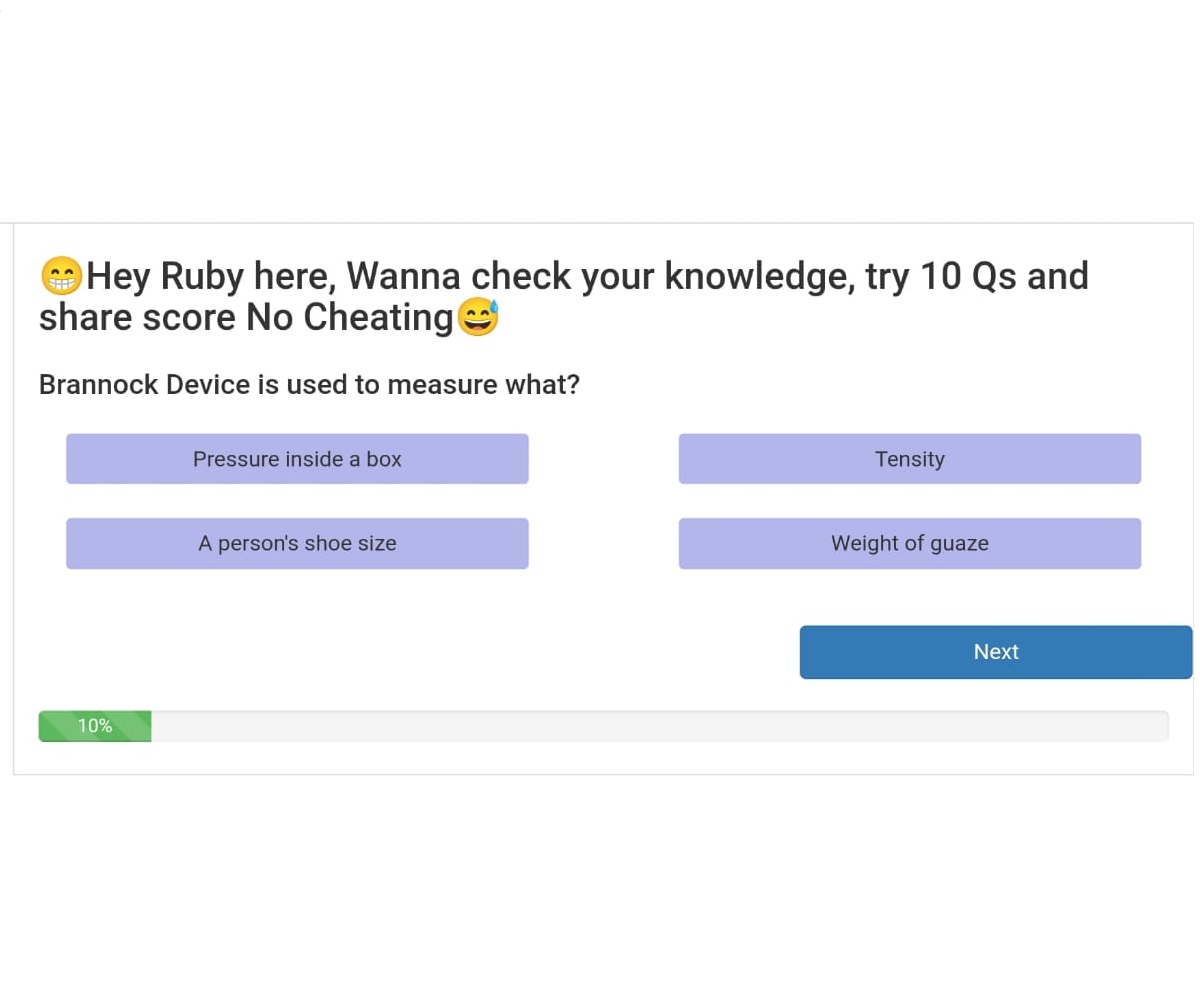 😁Hey Ruby here, Wanna check your knowledge, try 10 Qs and
share score No Cheating😅
Brannock Device is used to measure what?
Pressure inside a box
Tensity
A person's shoe size
Weight of guaze
Next
10%